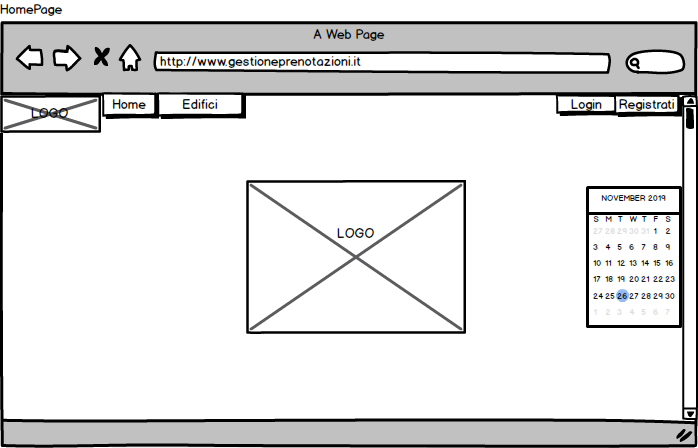 HomePage
A Web Page
http://www.gestioneprenotazioni.it
LOGO Home Edifici Login Registrati
LOGO
NOVEMBER 2019
S M T W T F S
27 28 29 30 31 1 2
3 4 5 6 7 8 9
10 11 12 13 14 15 16
17 18 19 20 21 22 23
24 25 26 27 28 29 30
1 2 3 4 5 6 7